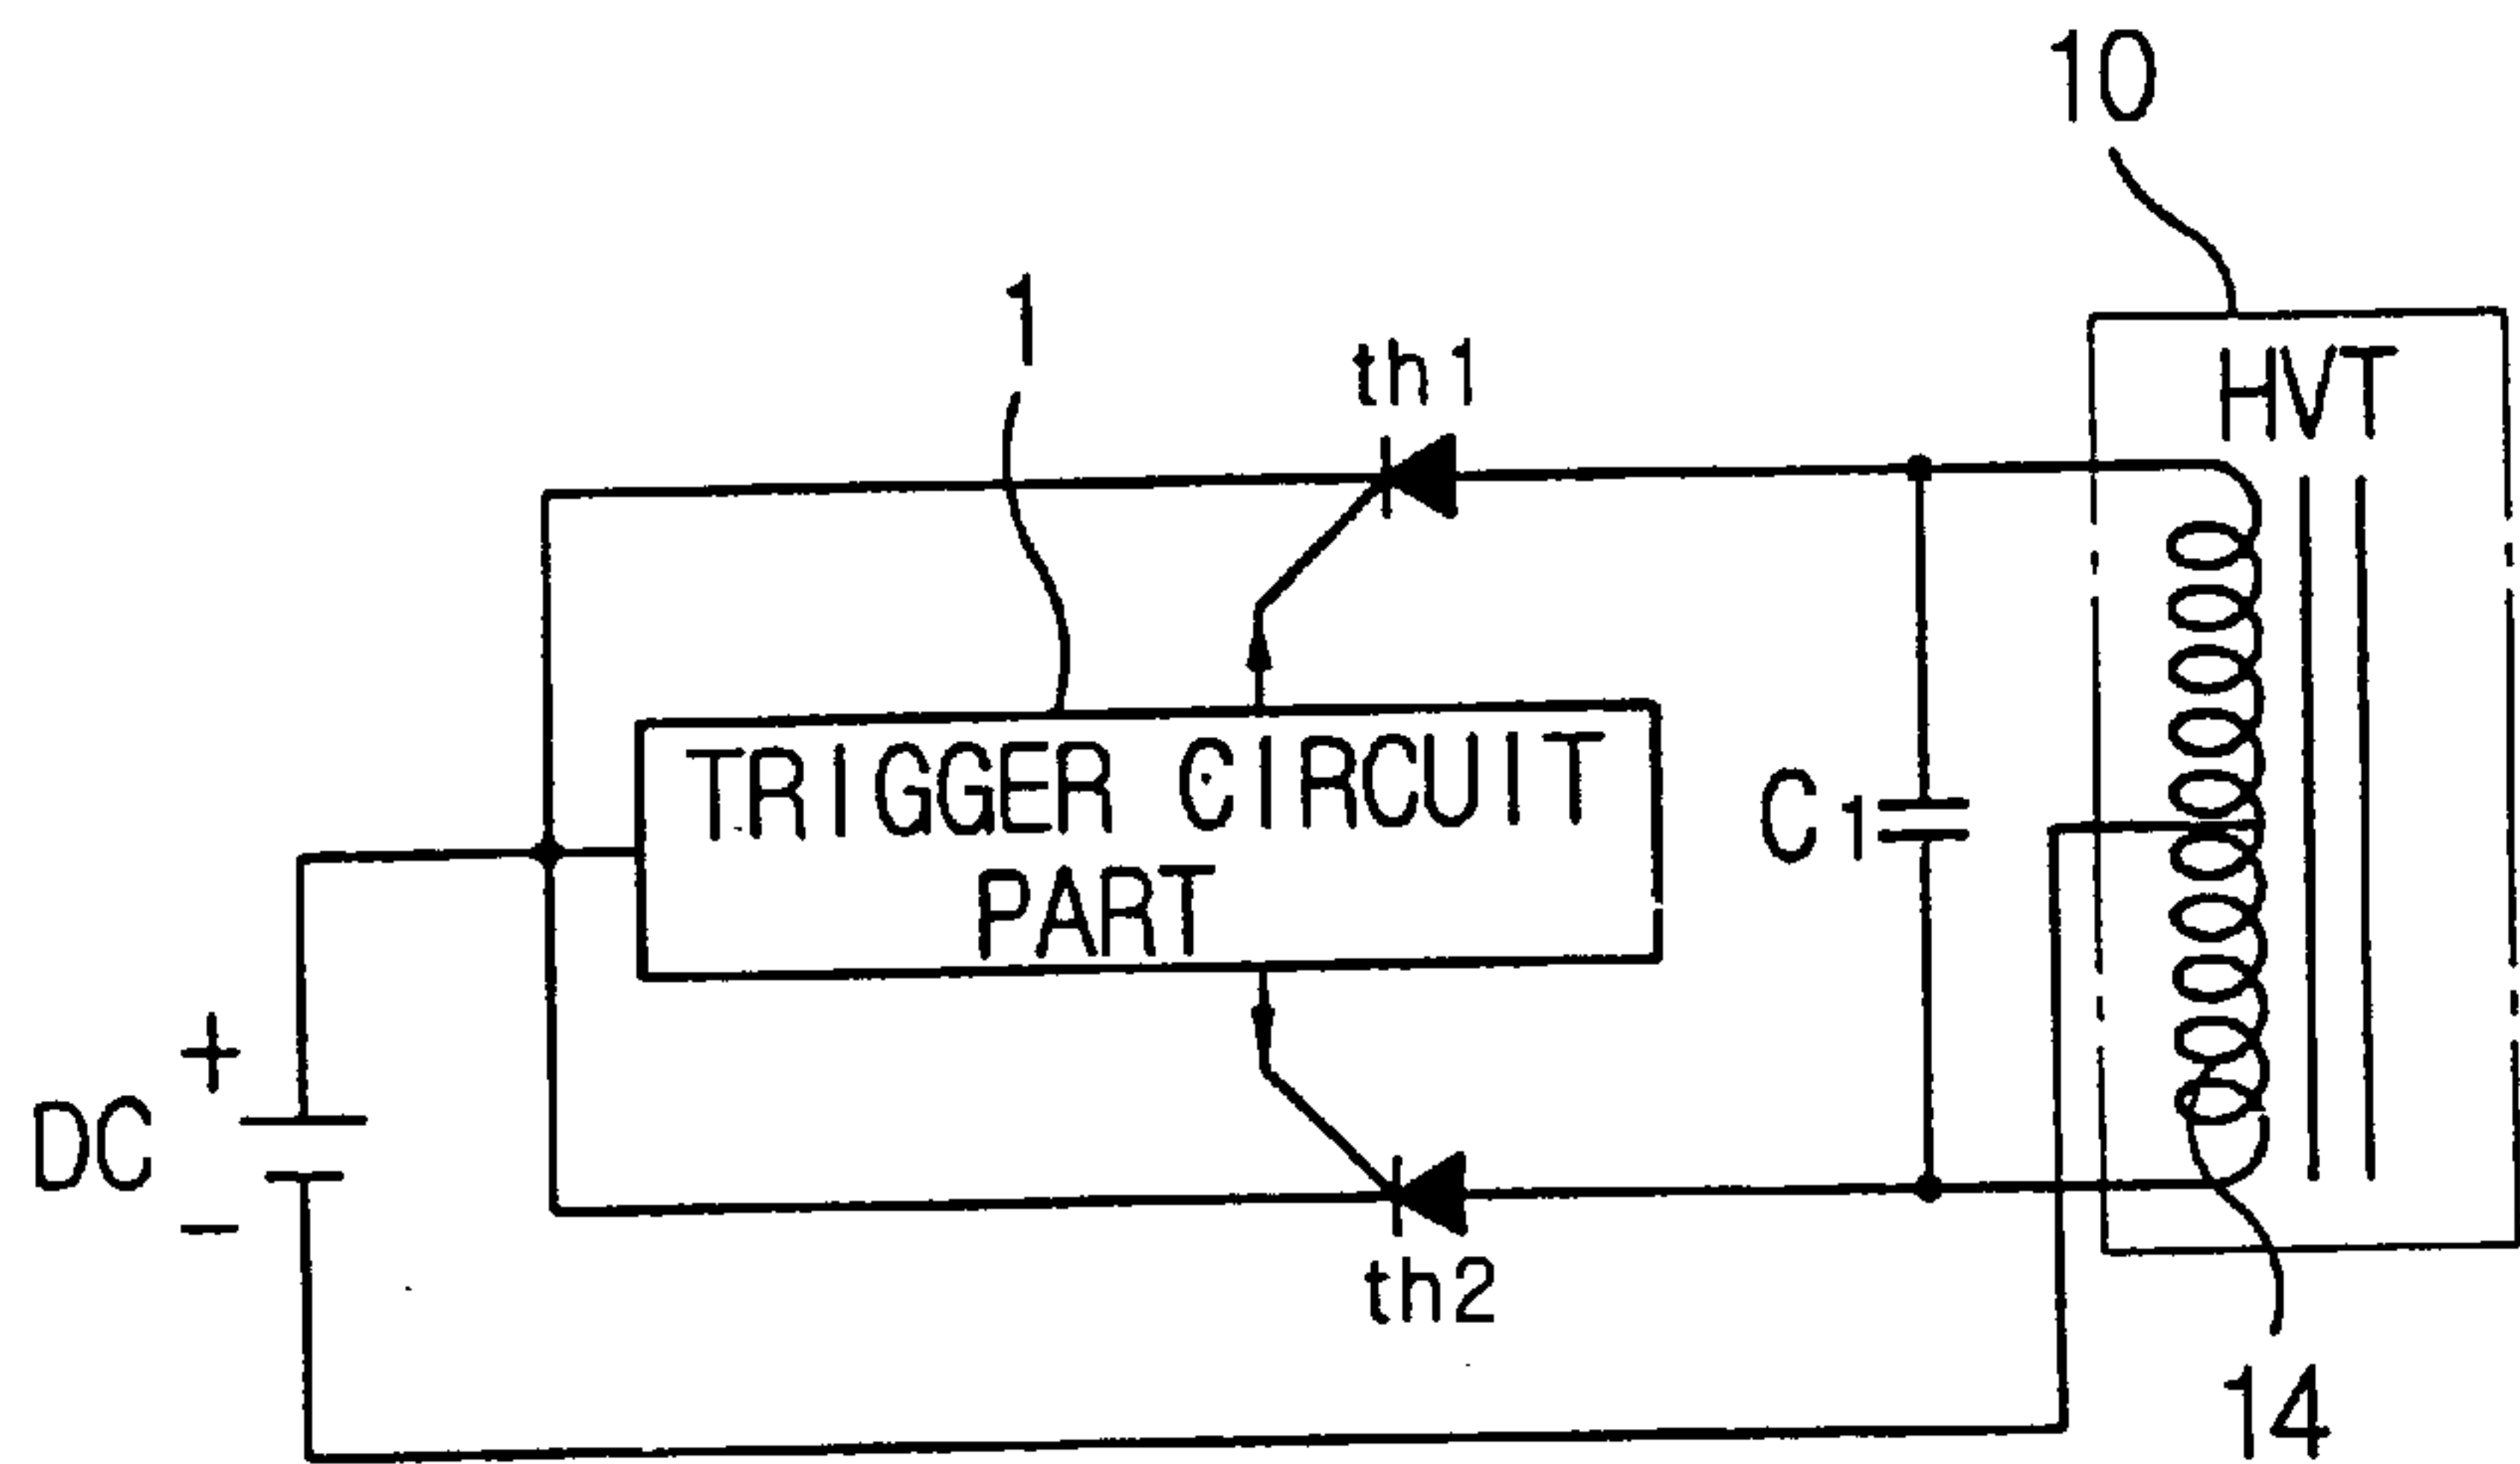 10
1
th1
HVT
TRIGGER CIRCUIT
PART
C1
+
DC
−
th2
14